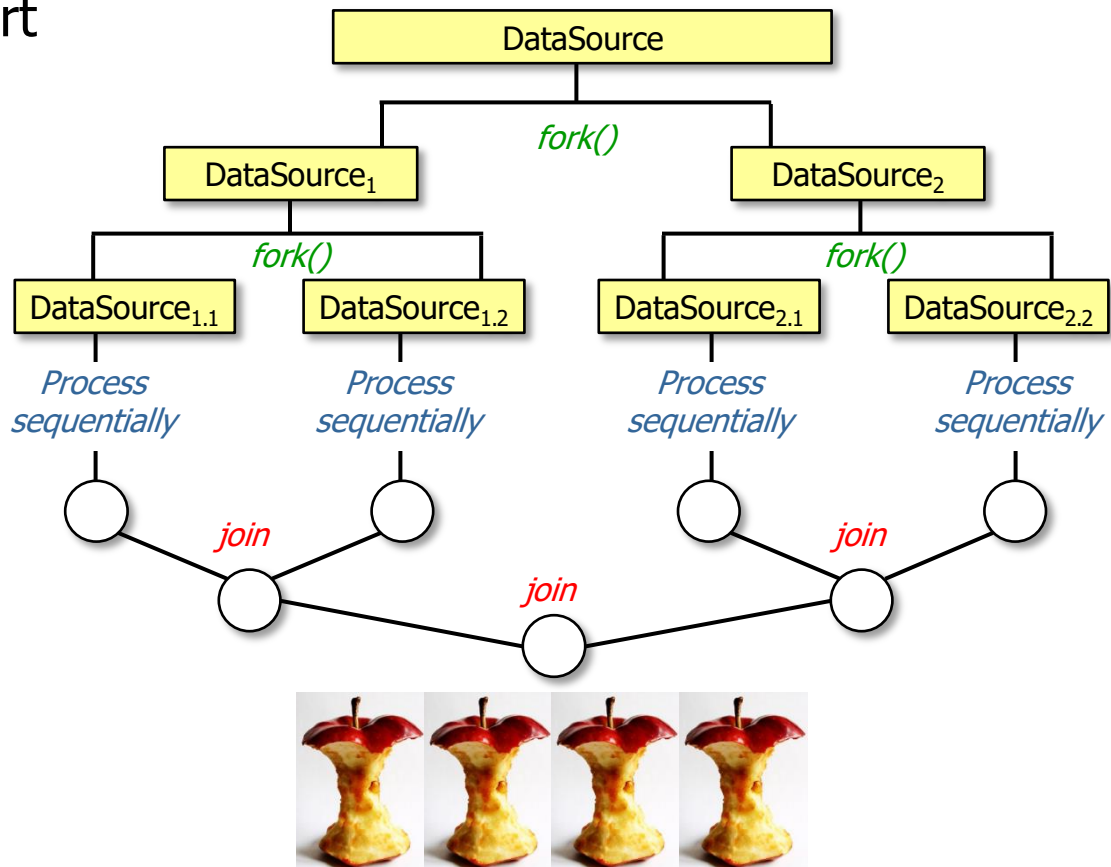 rt
DataSource
fork()
DataSource₁
DataSource₂
fork()
fork()
DataSource₁.₁
DataSource₁.₂
DataSource₂.₁
DataSource₂.₂
Process
sequentially
Process
sequentially
Process
sequentially
Process
sequentially
join
join
join